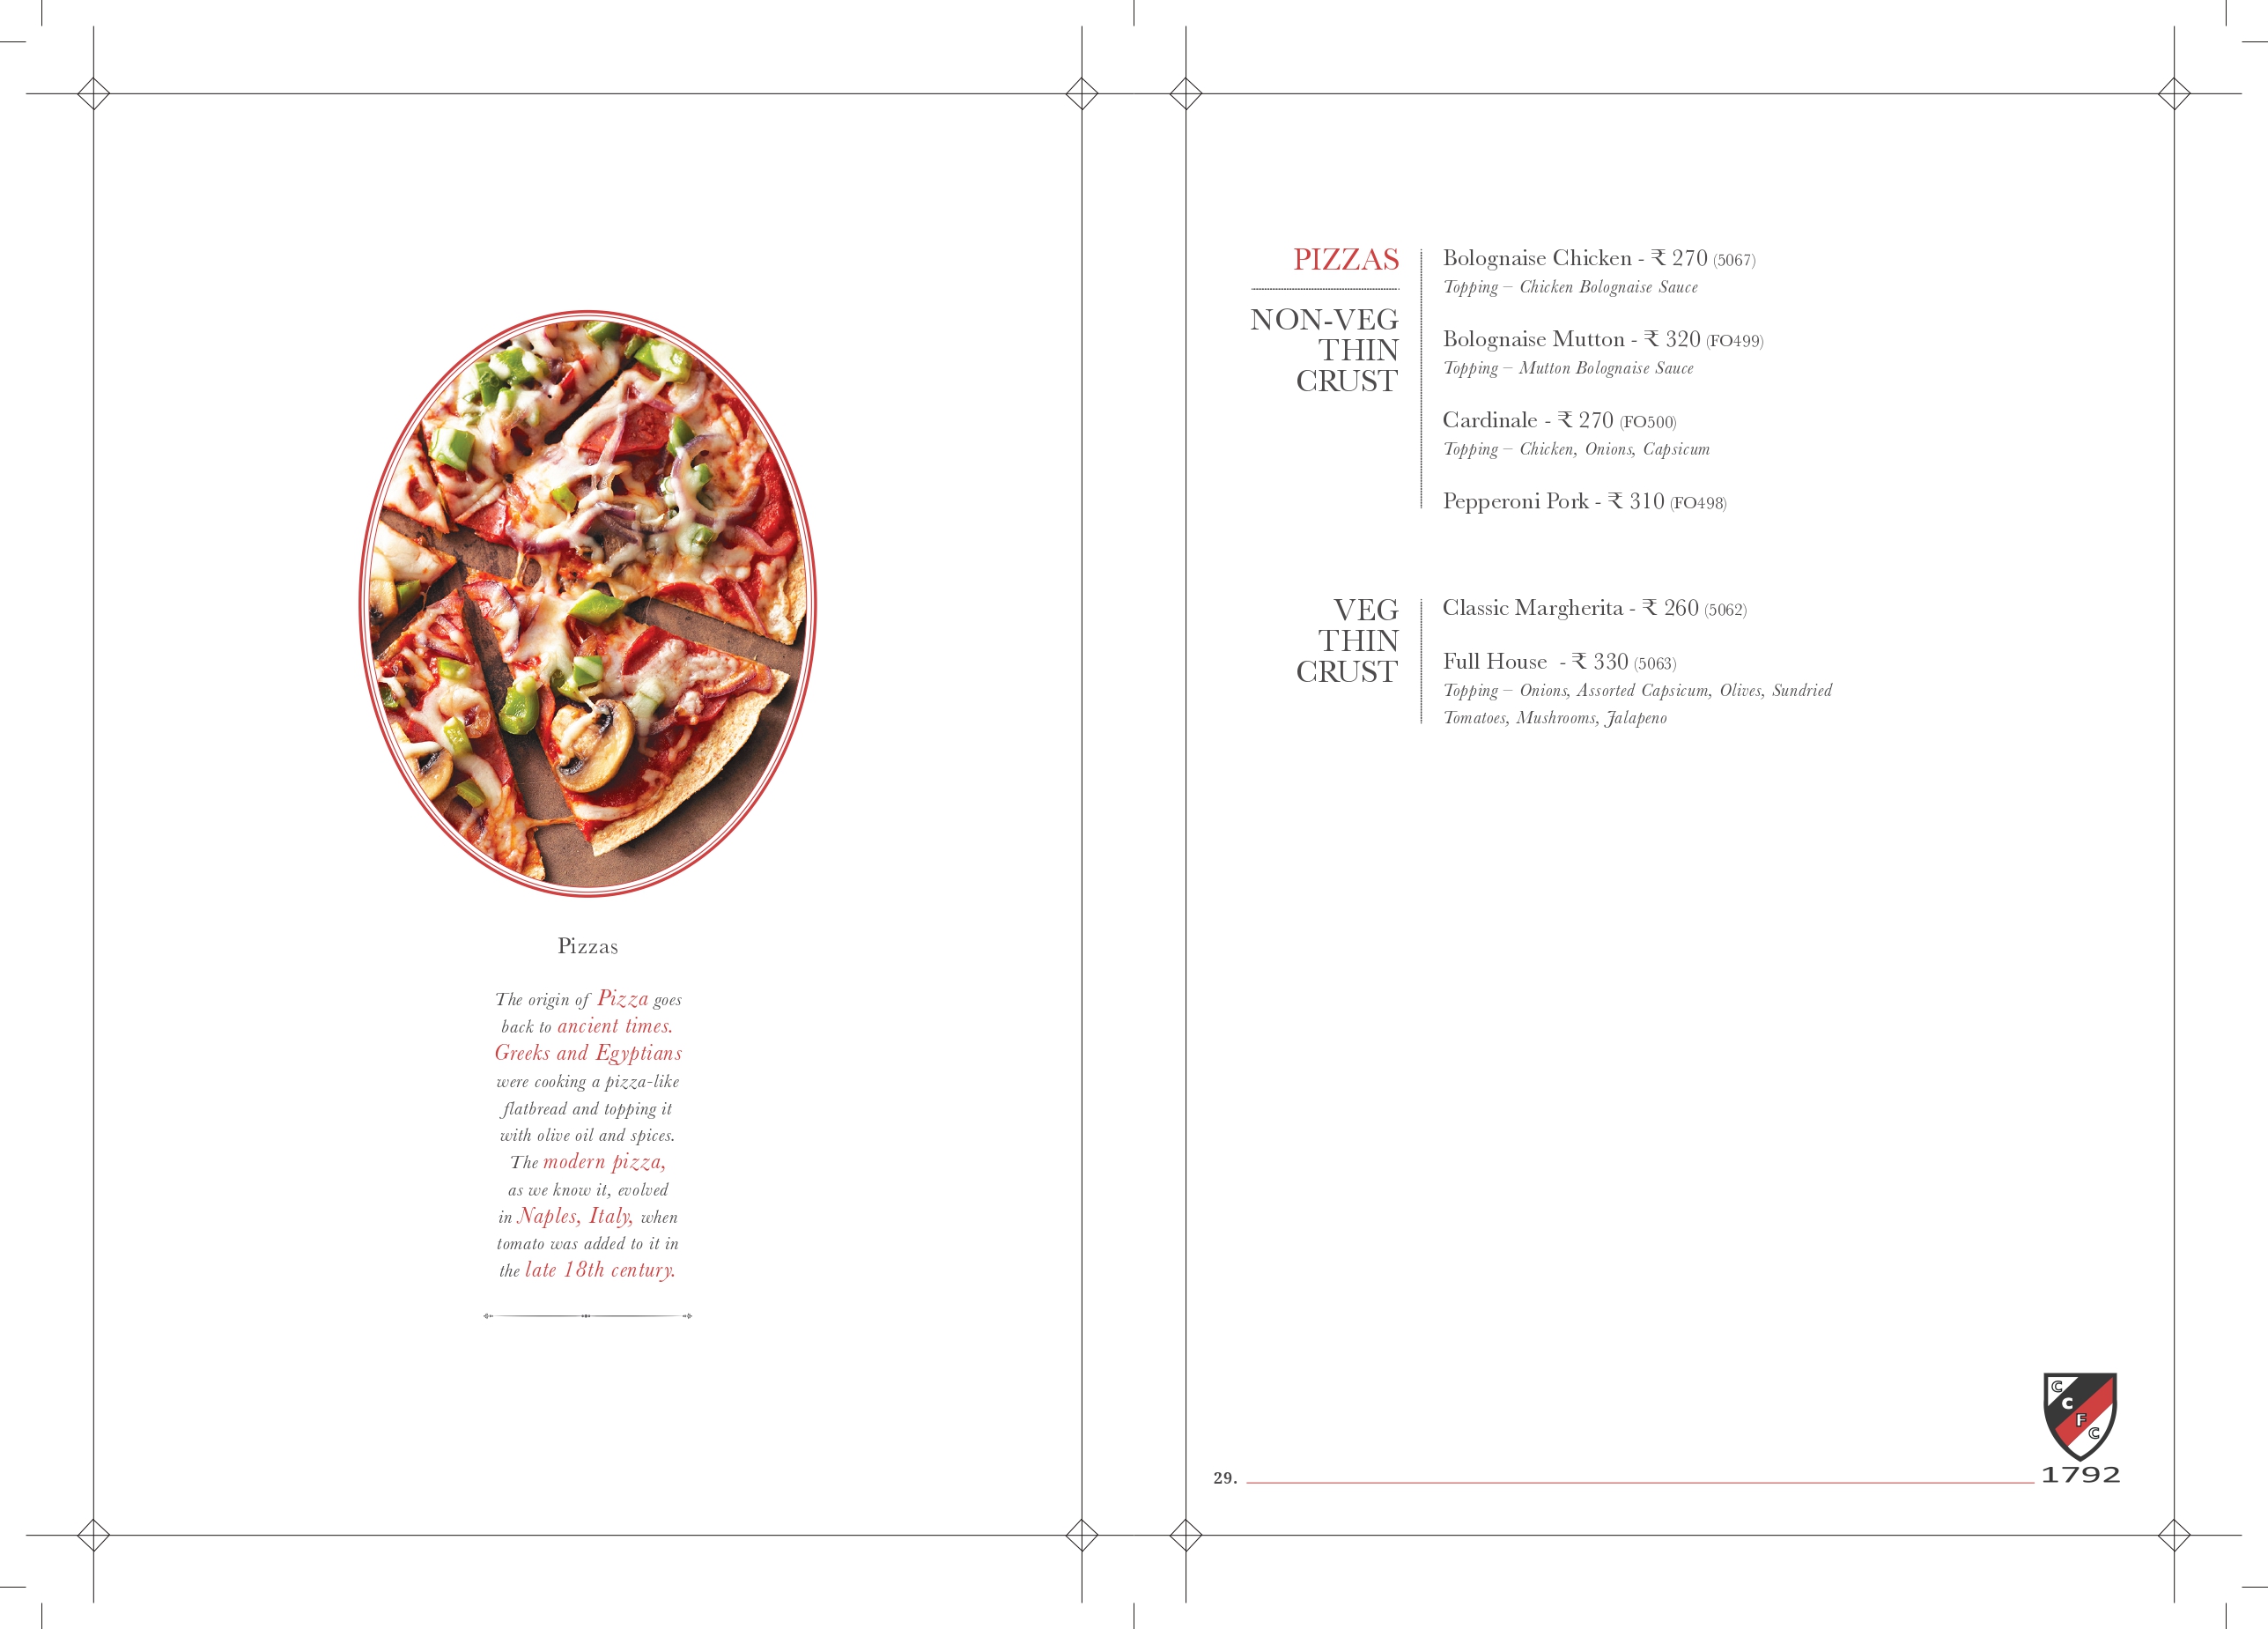 Pizzas
The origin of Pizza goes
back to ancient times.
Greeks and Egyptians
were cooking a pizza-like
flatbread and topping it
with olive oil and spices.
The modern pizza,
as we know it, evolved
in Naples, Italy, when
tomato was added to it in
the late 18th century.
PIZZAS
NON-VEG
THIN
CRUST
Bolognaise Chicken - ₹ 270 (5067)
Topping – Chicken Bolognaise Sauce
Bolognaise Mutton - ₹ 320 (FO499)
Topping – Mutton Bolognaise Sauce
Cardinale - ₹ 270 (FO500)
Topping – Chicken, Onions, Capsicum
Pepperoni Pork - ₹ 310 (FO498)
VEG
THIN
CRUST
Classic Margherita - ₹ 260 (5062)
Full House - ₹ 330 (5063)
Topping – Onions, Assorted Capsicum, Olives, Sundried
Tomatoes, Mushrooms, Jalapeno
29.
C
C
F
C
1792